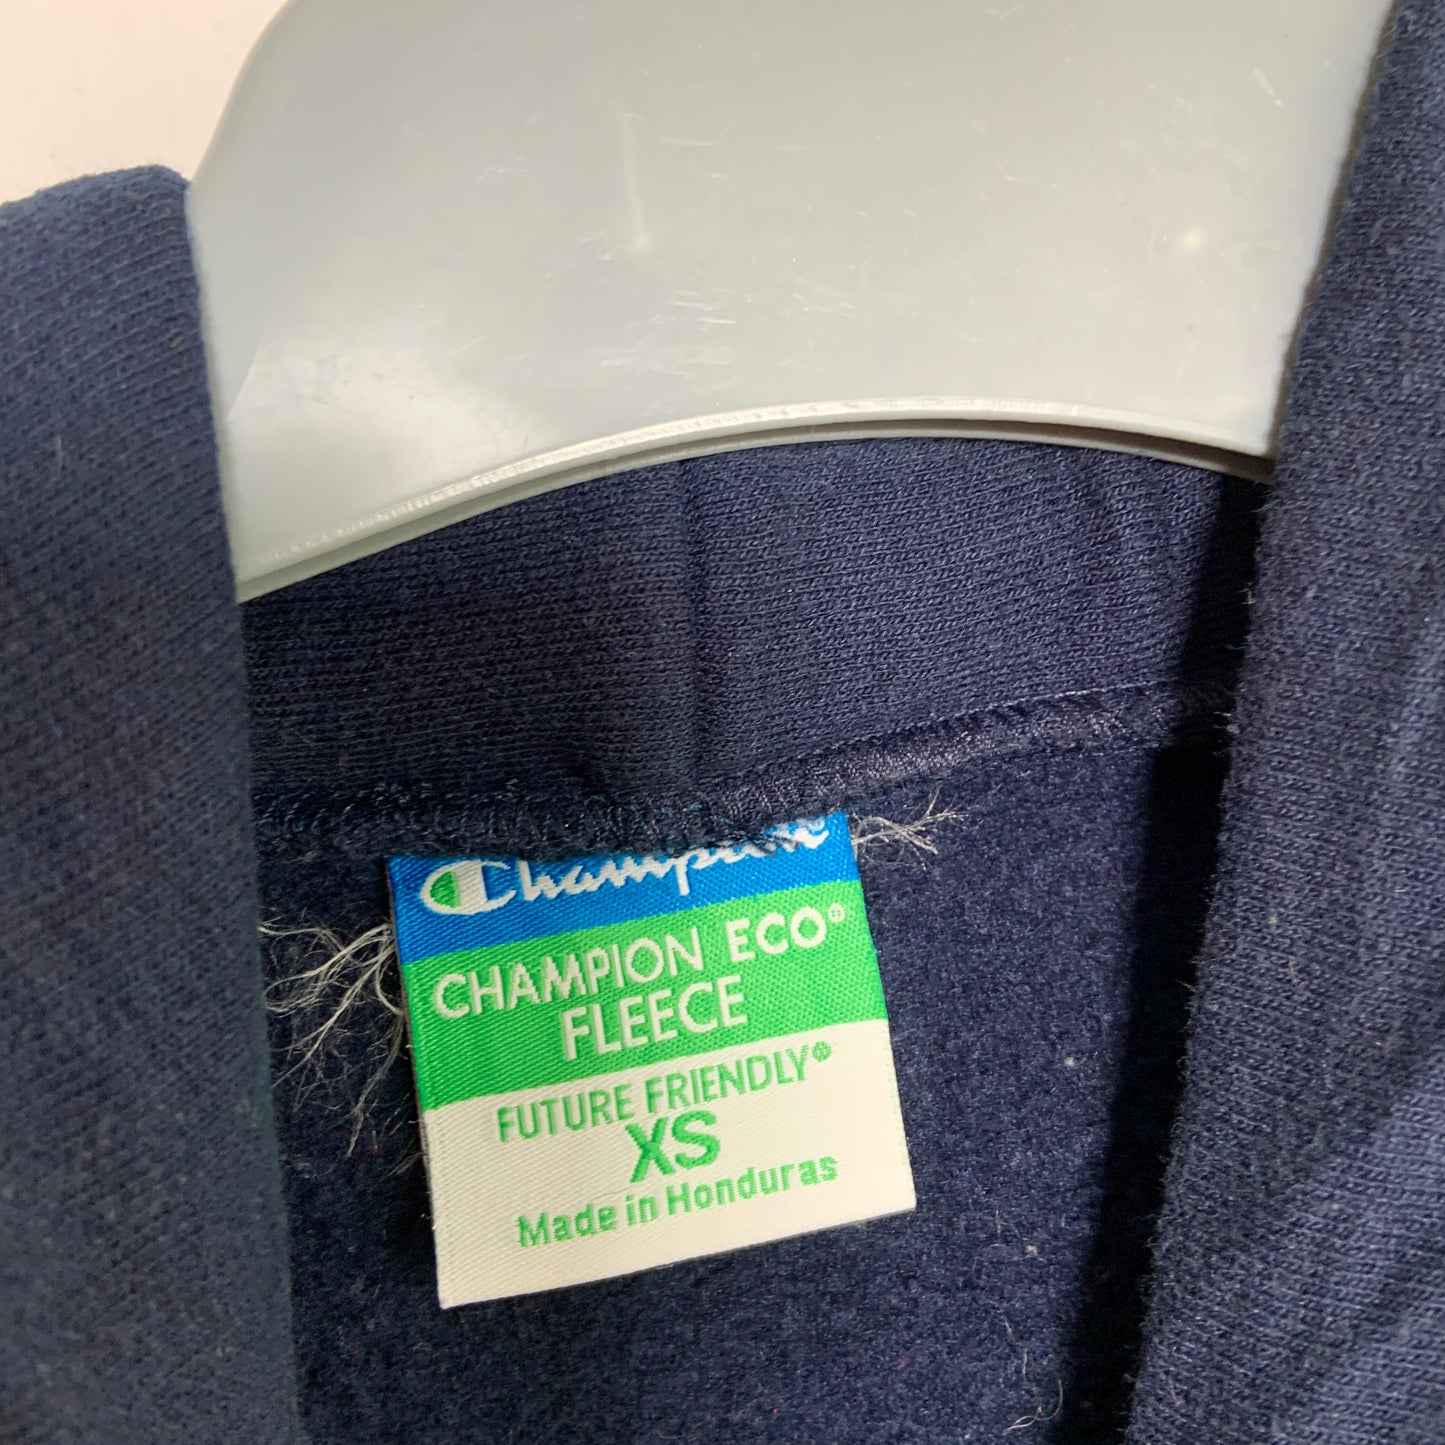 Champion®
CHAMPION ECO®
FLEECE
FUTURE FRIENDLY®
XS
Made in Honduras